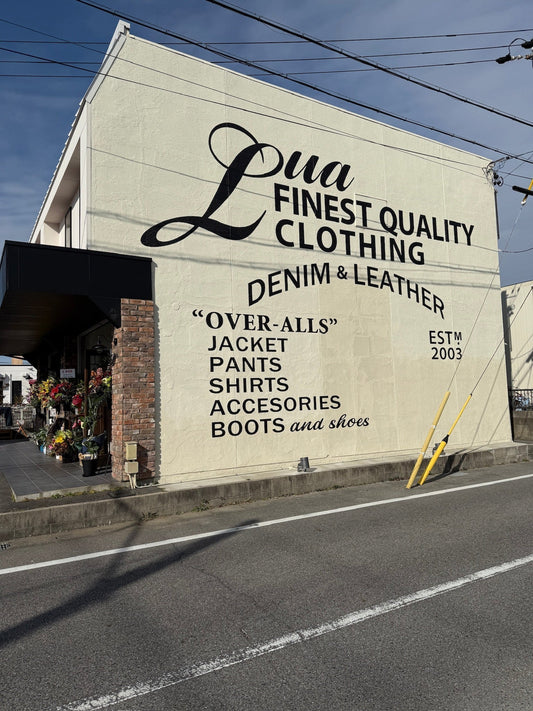 Lua
FINEST QUALITY
CLOTHING
DENIM & LEATHER
"OVER-ALLS"
JACKET
PANTS
SHIRTS
ACCESORIES
BOOTS and shoes
ESTM
2003